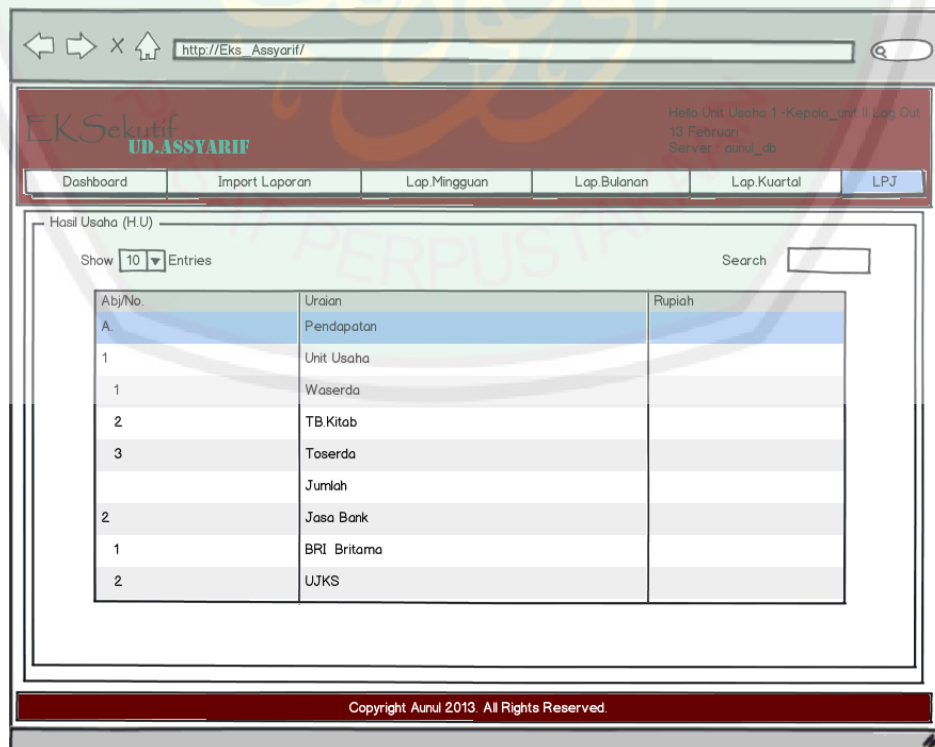 http://Eks_Assyarif/
EKSekutif
UD.ASSYARIF
Hello Unit Usaha 1 -Kepala_unit II Log Out
13 Februari
Server : aunul_db
Dashboard Import Laporan Lap.Mingguan Lap.Bulanan Lap.Kuartal LPJ
Hasil Usaha (H.U)
Show 10 Entries Search
Abj/No. Uraian Rupiah
A. Pendapatan
1 Unit Usaha
1 Waserda
2 TB.Kitab
3 Toserda
Jumlah
2 Jasa Bank
1 BRI Britama
2 UJKS
Copyright Aunul 2013. All Rights Reserved.